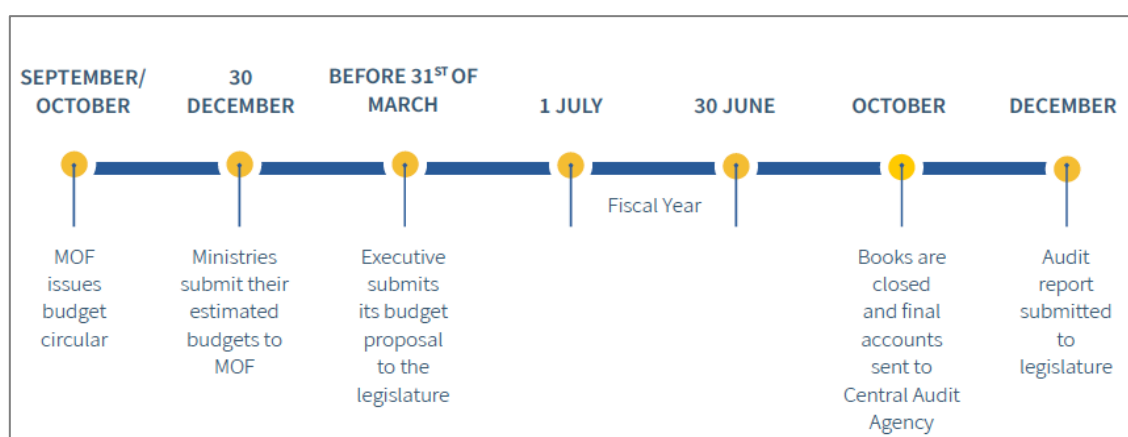 SEPTEMBER/
OCTOBER
30
DECEMBER
BEFORE 31ST OF
MARCH
1 JULY
30 JUNE
OCTOBER
DECEMBER
Fiscal Year
MOF
issues
budget
circular
Ministries
submit their
estimated
budgets to
MOF
Executive
submits
its budget
proposal
to the
legislature
Books are
closed
and final
accounts
sent to
Central Audit
Agency
Audit
report
submitted
to
legislature